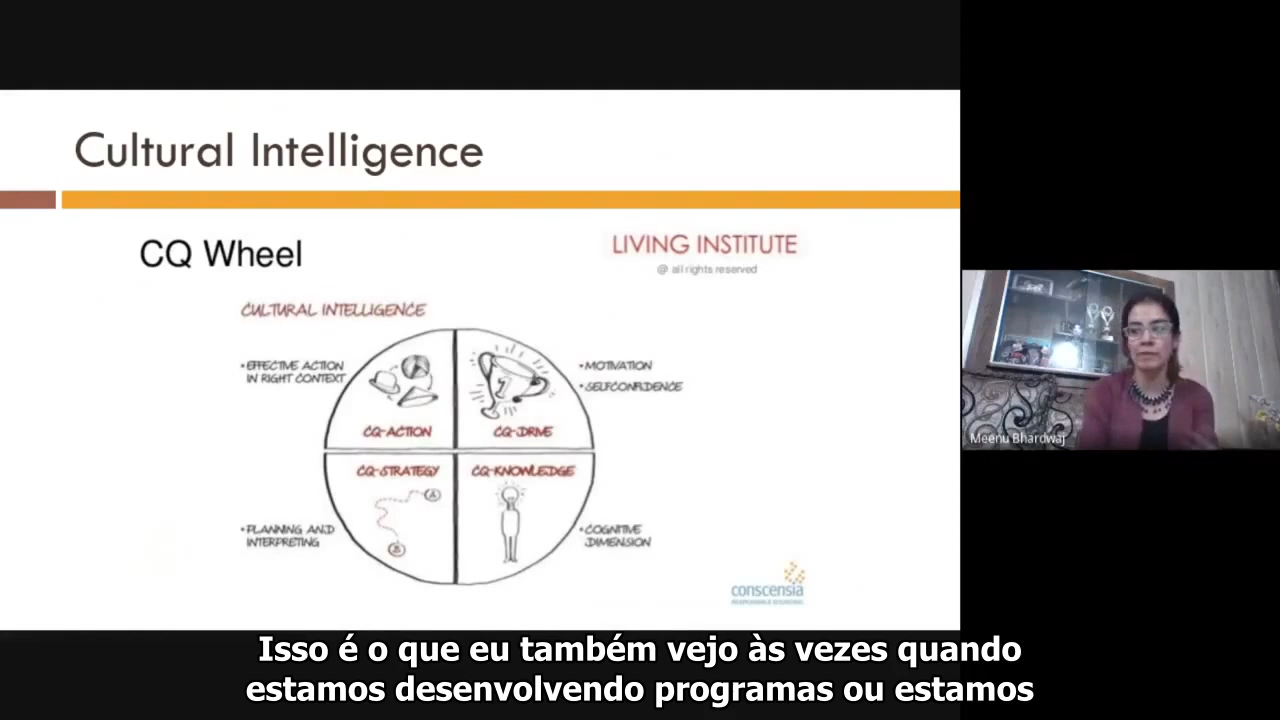 Cultural Intelligence
CQ Wheel
LIVING INSTITUTE
@ all rights reserved
CULTURAL INTELLIGENCE
•EFFECTIVE ACTION
IN RIGHT CONTEXT
•MOTIVATION
•SELFCONFIDENCE
CQ-ACTION
CQ-DRIVE
CQ-STRATEGY
CQ-KNOWLEDGE
A
B
•PLANNING AND
INTERPRETING
•COGNITIVE
DIMENSION
conscensia
Meenu Bhardwaj
Isso é o que eu também vejo às vezes quando
estamos desenvolvendo programas ou estamos